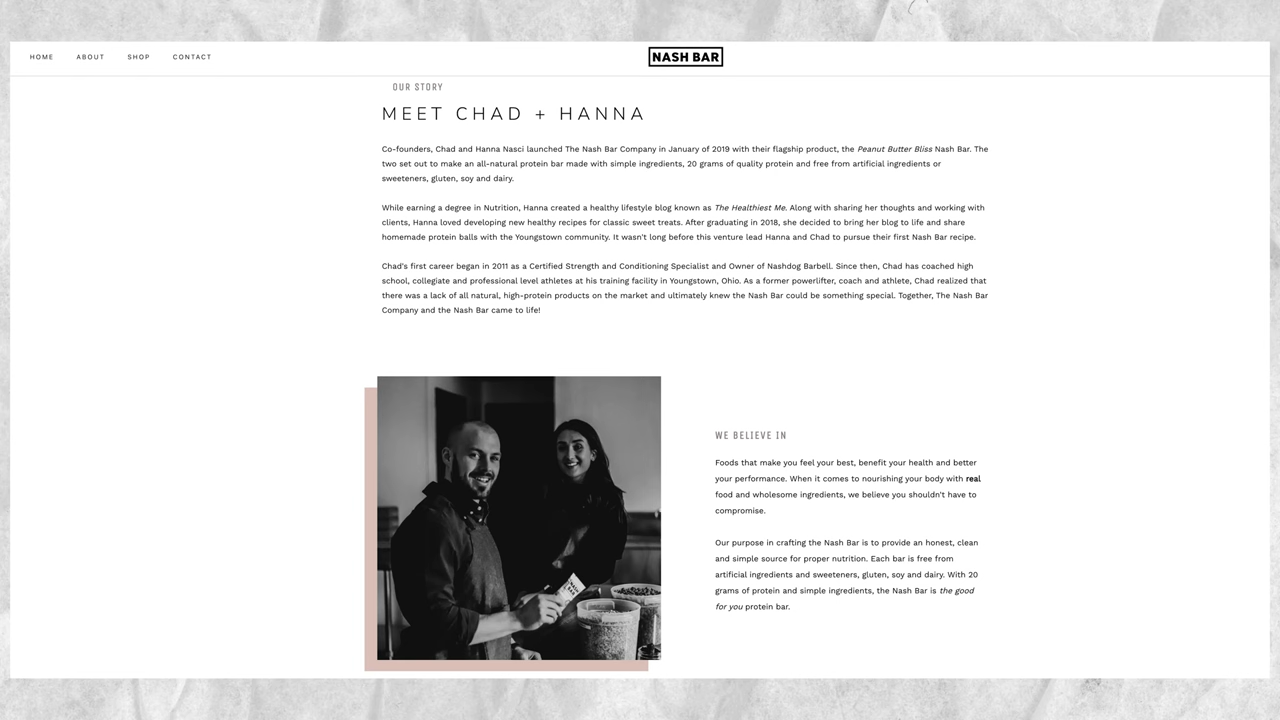 HOME ABOUT SHOP CONTACT NASH BAR
OUR STORY
MEET CHAD + HANNA
Co-founders, Chad and Hanna Nasci launched The Nash Bar Company in January of 2019 with their flagship product, the Peanut Butter Bliss Nash Bar. The
two set out to make an all-natural protein bar made with simple ingredients, 20 grams of quality protein and free from artificial ingredients or
sweeteners, gluten, soy and dairy.
While earning a degree in Nutrition, Hanna created a healthy lifestyle blog known as The Healthiest Me. Along with sharing her thoughts and working with
clients, Hanna loved developing new healthy recipes for classic sweet treats. After graduating in 2018, she decided to bring her blog to life and share
homemade protein balls with the Youngstown community. It wasn't long before this venture lead Hanna and Chad to pursue their first Nash Bar recipe.
Chad's first career began in 2011 as a Certified Strength and Conditioning Specialist and Owner of Nashdog Barbell. Since then, Chad has coached high
school, collegiate and professional level athletes at his training facility in Youngstown, Ohio. As a former powerlifter, coach and athlete, Chad realized that
there was a lack of all natural, high-protein products on the market and ultimately knew the Nash Bar could be something special. Together, The Nash Bar
Company and the Nash Bar came to life!
WE BELIEVE IN
Foods that make you feel your best, benefit your health and better
your performance. When it comes to nourishing your body with real
food and wholesome ingredients, we believe you shouldn't have to
compromise.
Our purpose in crafting the Nash Bar is to provide an honest, clean
and simple source for proper nutrition. Each bar is free from
artificial ingredients and sweeteners, gluten, soy and dairy. With 20
grams of protein and simple ingredients, the Nash Bar is the good
for you protein bar.